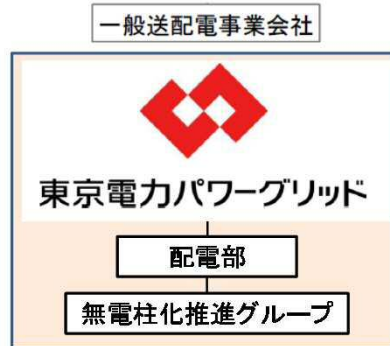 一般送配電事業会社
東京電力パワーグリッド
配電部
無電柱化推進グループ